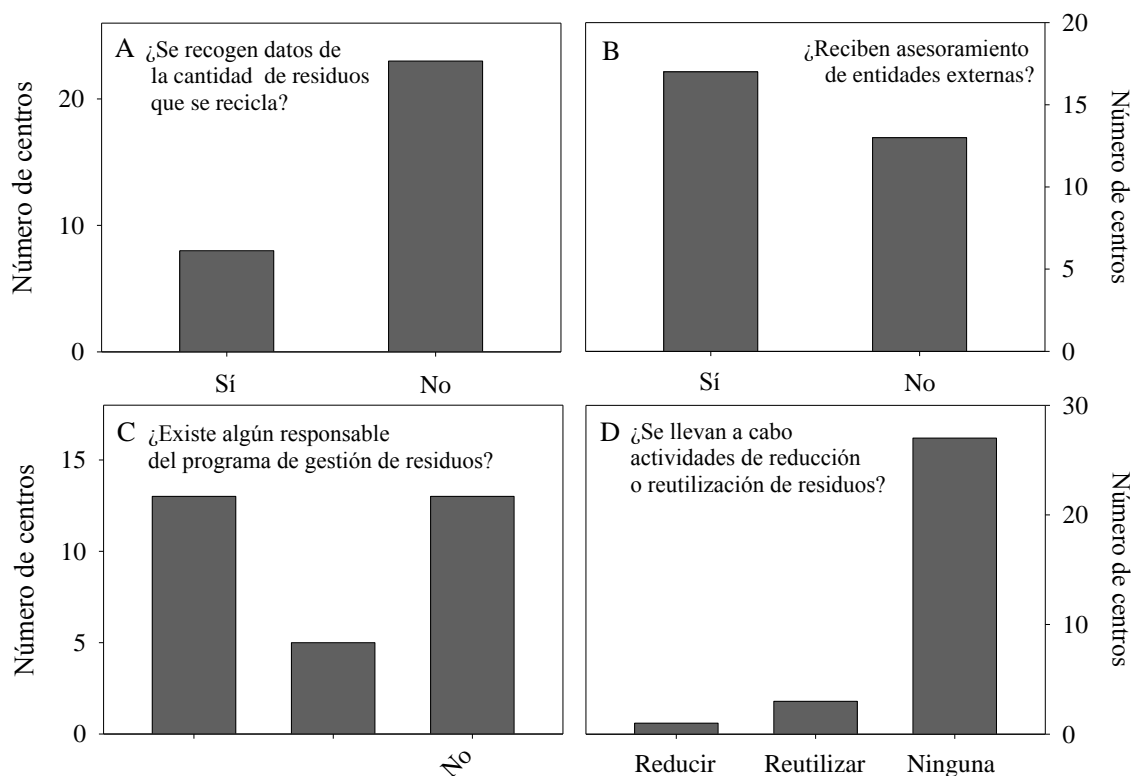 A ¿Se recogen datos de
la cantidad de residuos
que se recicla?
20
10
0
Número de centros
Sí No
B ¿Reciben asesoramiento
de entidades externas?
20
15
10
5
0
Número de centros
Sí No
C ¿Existe algún responsable
del programa de gestión de residuos?
15
10
5
0
Número de centros
No
D ¿Se llevan a cabo
actividades de reducción
o reutilización de residuos?
30
20
10
0
Número de centros
Reducir Reutilizar Ninguna